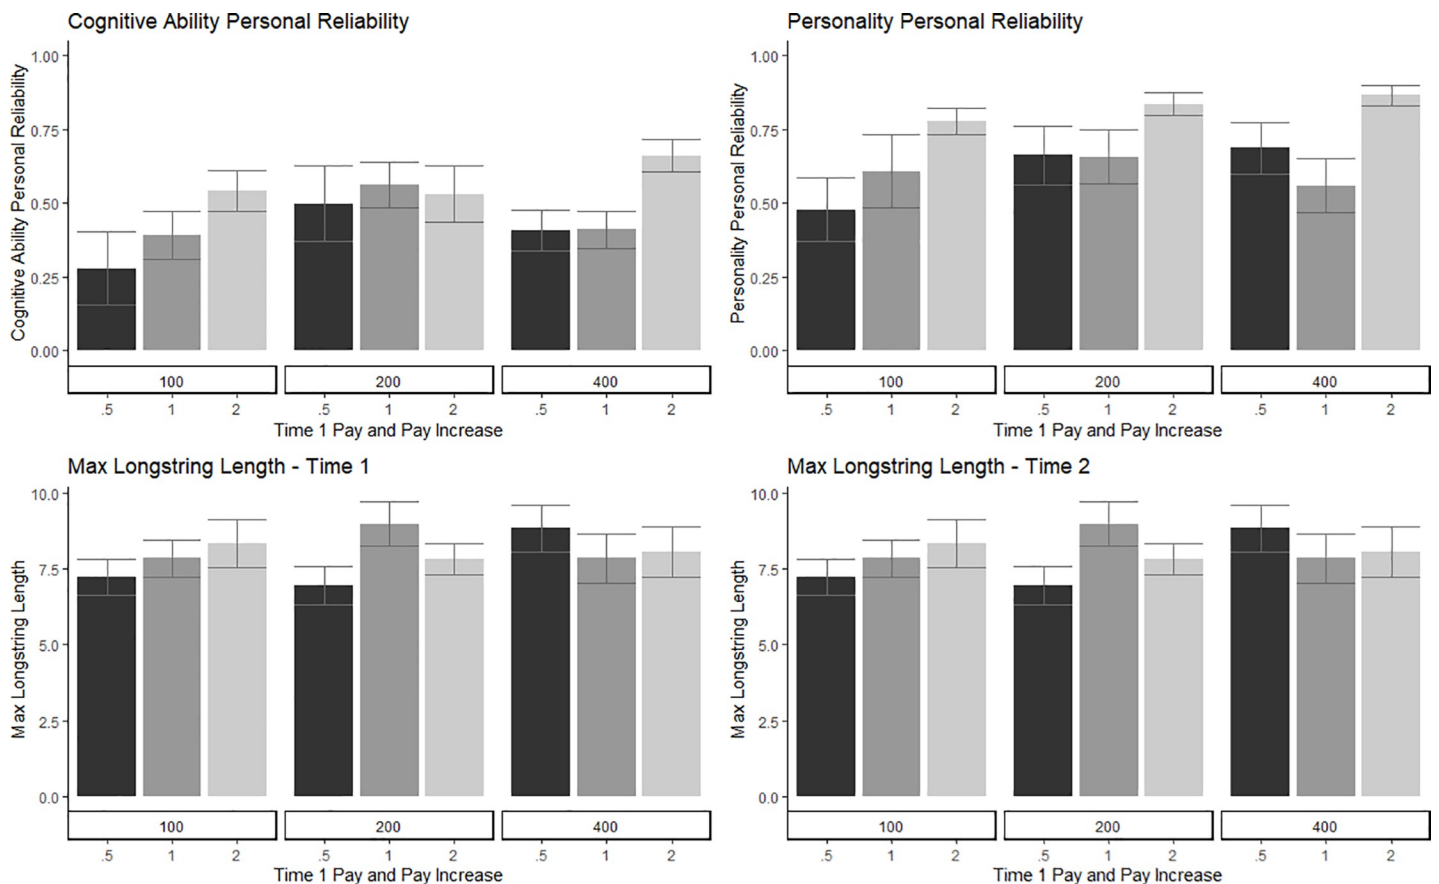 Cognitive Ability Personal Reliability
Cognitive Ability Personal Reliability
1.00
0.75
0.50
0.25
0.00
100 200 400
.5 1 2 .5 1 2 .5 1 2
Time 1 Pay and Pay Increase
Personality Personal Reliability
Personality Personal Reliability
1.00
0.75
0.50
0.25
0.00
100 200 400
.5 1 2 .5 1 2 .5 1 2
Time 1 Pay and Pay Increase
Max Longstring Length - Time 1
Max Longstring Length
10.0
7.5
5.0
2.5
0.0
100 200 400
.5 1 2 .5 1 2 .5 1 2
Time 1 Pay and Pay Increase
Max Longstring Length - Time 2
Max Longstring Length
10.0
7.5
5.0
2.5
0.0
100 200 400
.5 1 2 .5 1 2 .5 1 2
Time 1 Pay and Pay Increase